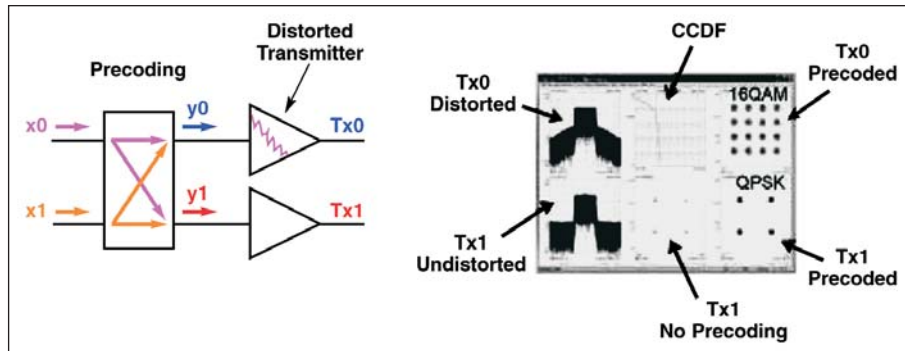 Distorted
Transmitter
Precoding
x0
y0
Tx0
x1
y1
Tx1
CCDF
Tx0
Distorted
Tx0
Precoded
16QAM
QPSK
Tx1
Undistorted
Tx1
No Precoding
Tx1
Precoded